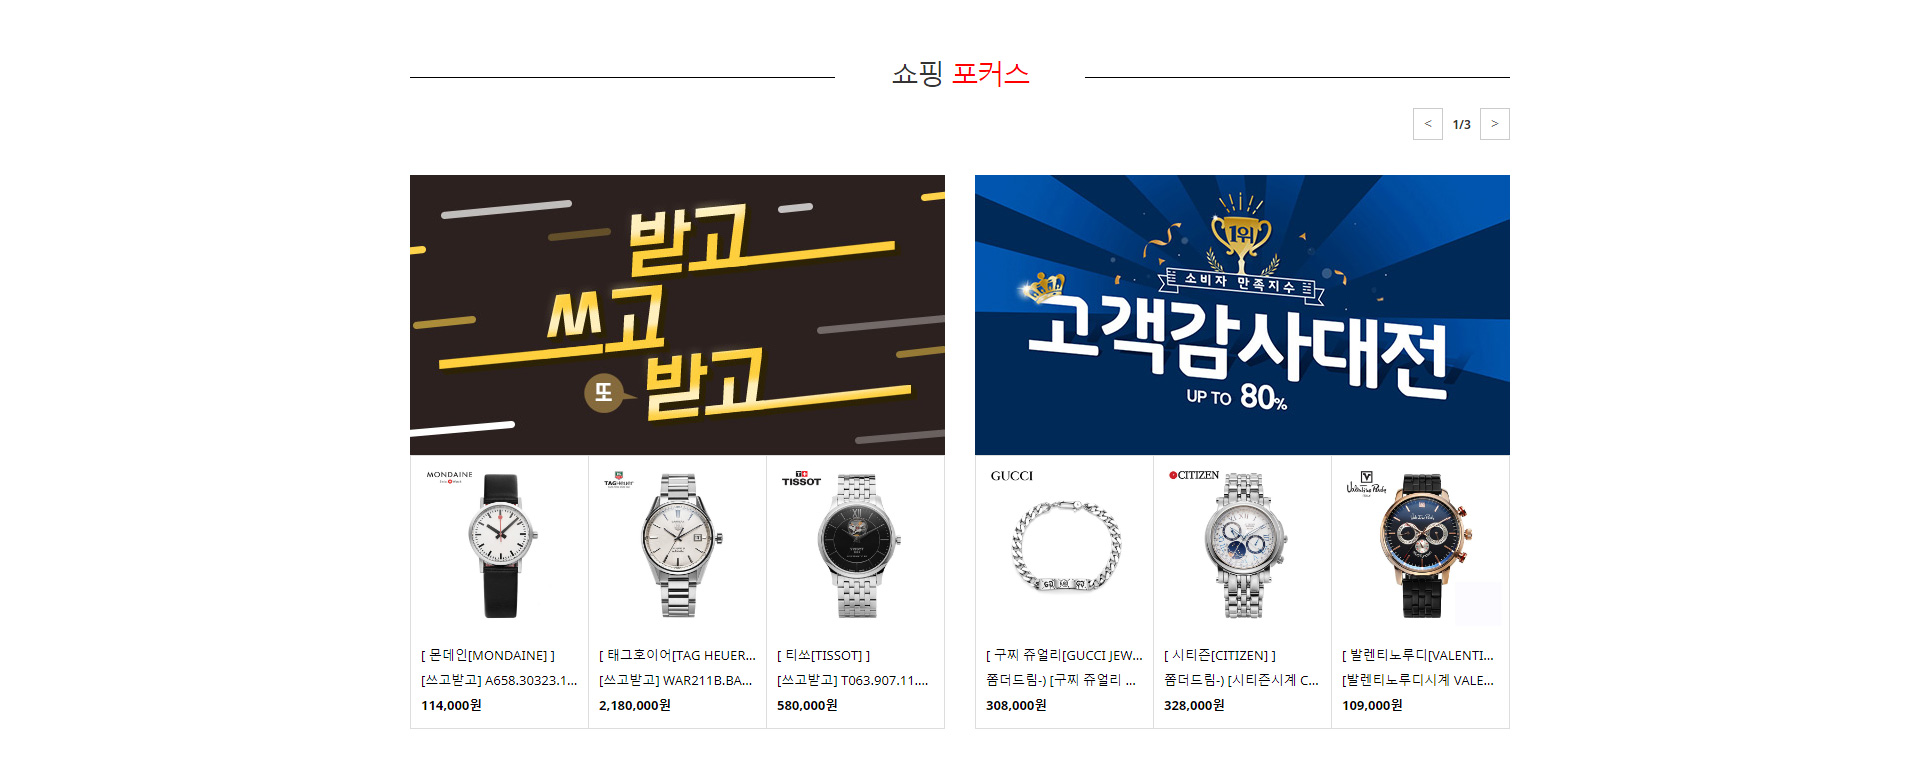 쇼핑 포커스
< 1/3 >
받고
쓰고
또 받고
1위
소비자 만족지수
고객감사대전
UP TO 80%
MONDAINE
TAGHeuer
TISSOT
GUCCI
CITIZEN
Valentino Rudy
[ 몬데인[MONDAINE] ]
[쓰고받고] A658.30323.1...
114,000원
[ 태그호이어[TAG HEUER...
[쓰고받고] WAR211B.BA...
2,180,000원
[ 티쏘[TISSOT] ]
[쓰고받고] T063.907.11....
580,000원
[ 구찌 쥬얼리[GUCCI JEW...
쫌더드림-) [구찌 쥬얼리 ...
308,000원
[ 시티즌[CITIZEN] ]
쫌더드림-) [시티즌시계 C...
328,000원
[ 발렌티노루디[VALENTI...
[발렌티노루디시계 VALE...
109,000원